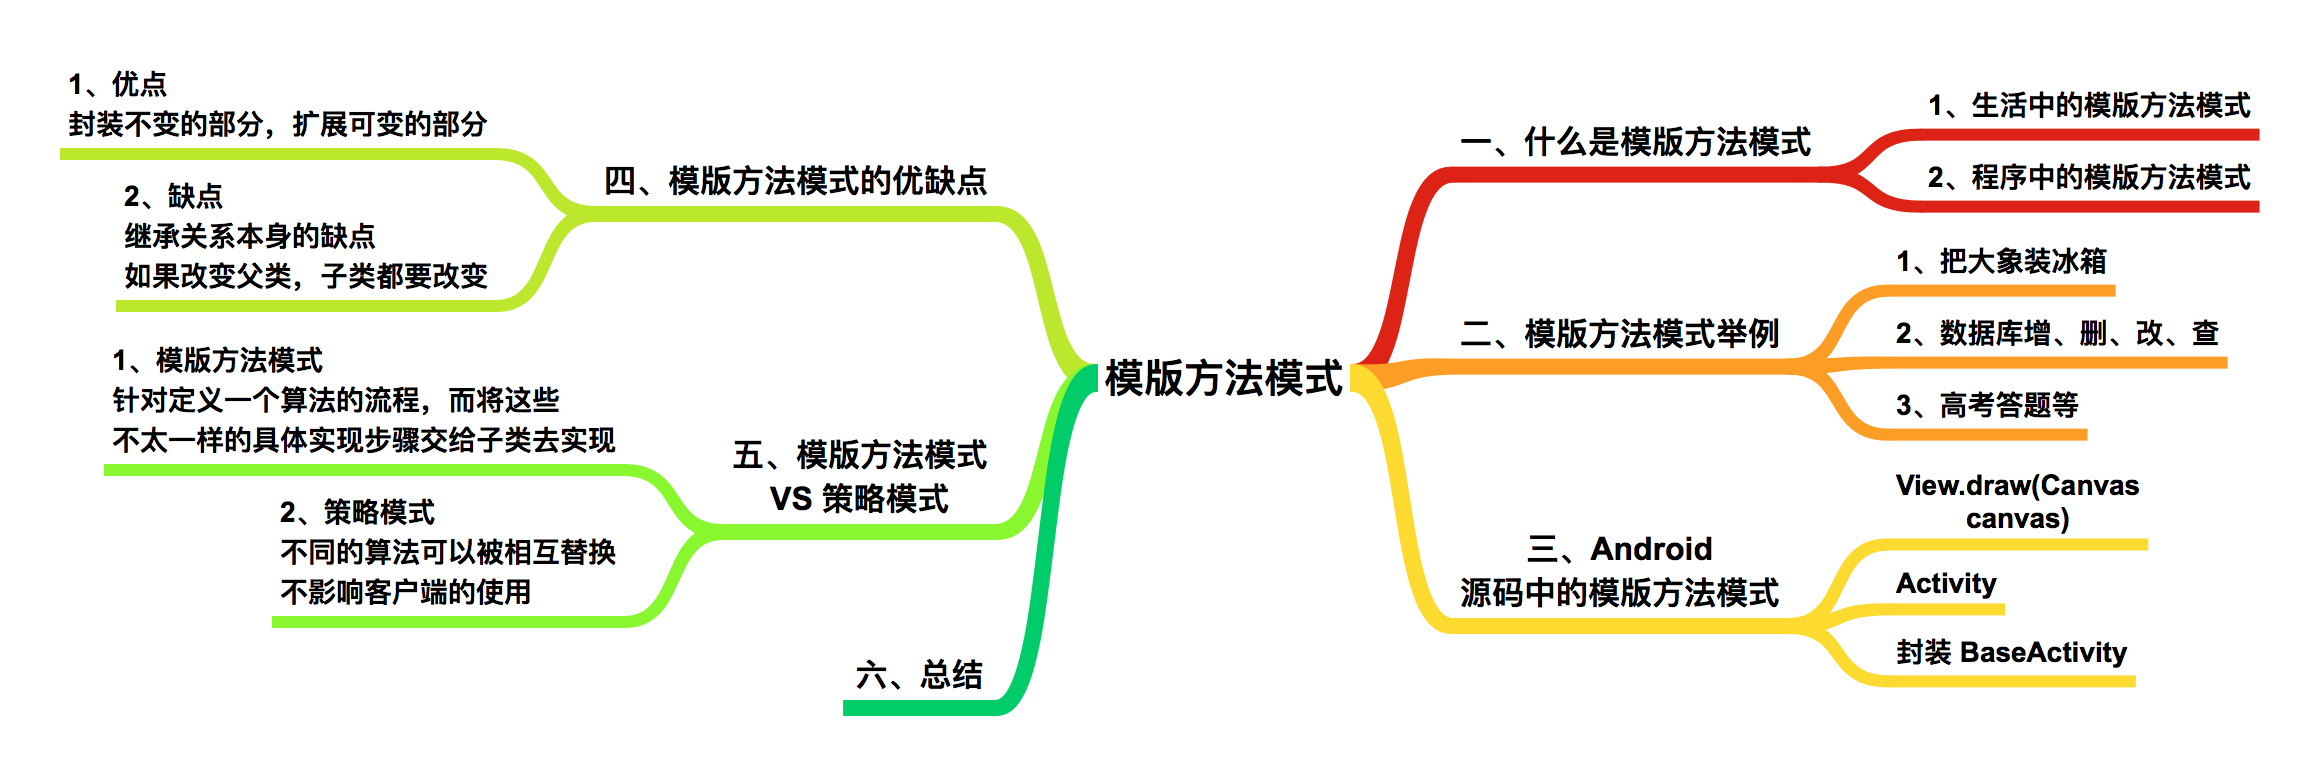 模版方法模式
一、什么是模版方法模式
1、生活中的模版方法模式
2、程序中的模版方法模式
二、模版方法模式举例
1、把大象装冰箱
2、数据库增、删、改、查
3、高考答题等
三、Android
源码中的模版方法模式
View.draw(Canvas
canvas)
Activity
封装 BaseActivity
四、模版方法模式的优缺点
1、优点
封装不变的部分，扩展可变的部分
2、缺点
继承关系本身的缺点
如果改变父类，子类都要改变
五、模版方法模式
VS 策略模式
1、模版方法模式
针对定义一个算法的流程，而将这些
不太一样的具体实现步骤交给子类去实现
2、策略模式
不同的算法可以被相互替换
不影响客户端的使用
六、总结